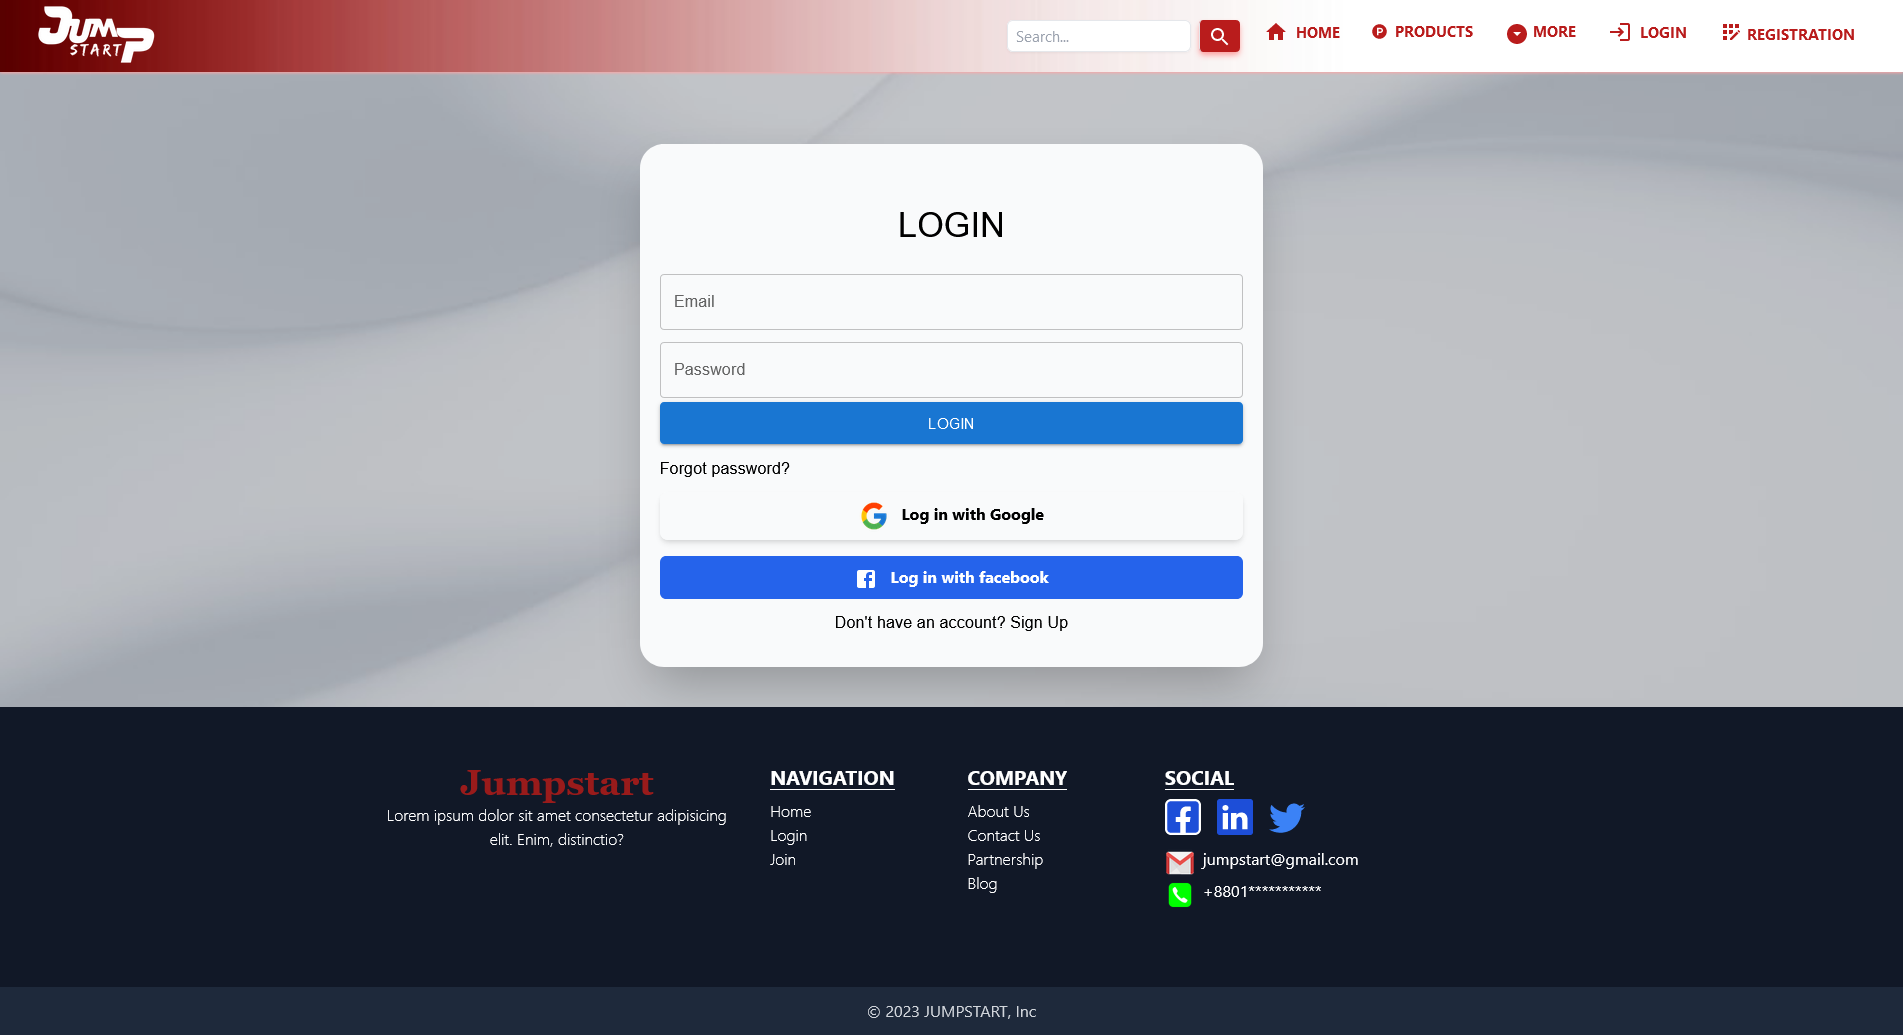 JUMP
START
Search...
HOME
PRODUCTS
MORE
LOGIN
REGISTRATION
LOGIN
Email
Password
LOGIN
Forgot password?
Log in with Google
Log in with facebook
Don't have an account? Sign Up
Jumpstart
Lorem ipsum dolor sit amet consectetur adipisicing
elit. Enim, distinctio?
NAVIGATION
Home
Login
Join
COMPANY
About Us
Contact Us
Partnership
Blog
SOCIAL
jumpstart@gmail.com
+8801***********
© 2023 JUMPSTART, Inc